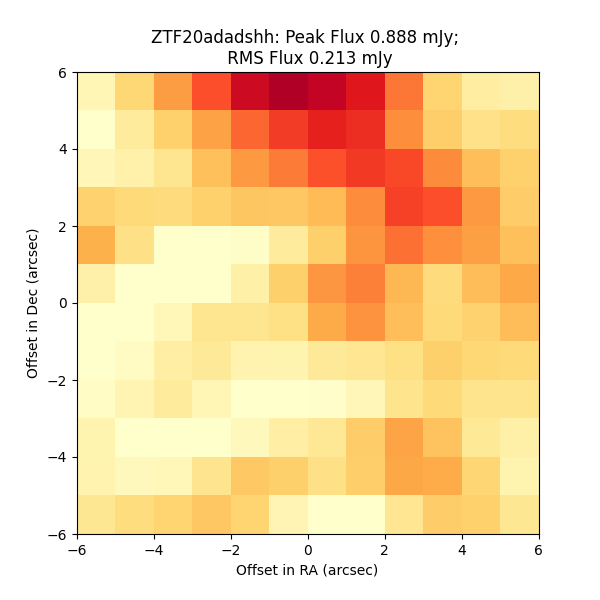 ZTF20adadshh: Peak Flux 0.888 mJy;
RMS Flux 0.213 mJy
6
4
2
0
−2
−4
−6
Offset in Dec (arcsec)
−6 −4 −2 0 2 4 6
Offset in RA (arcsec)